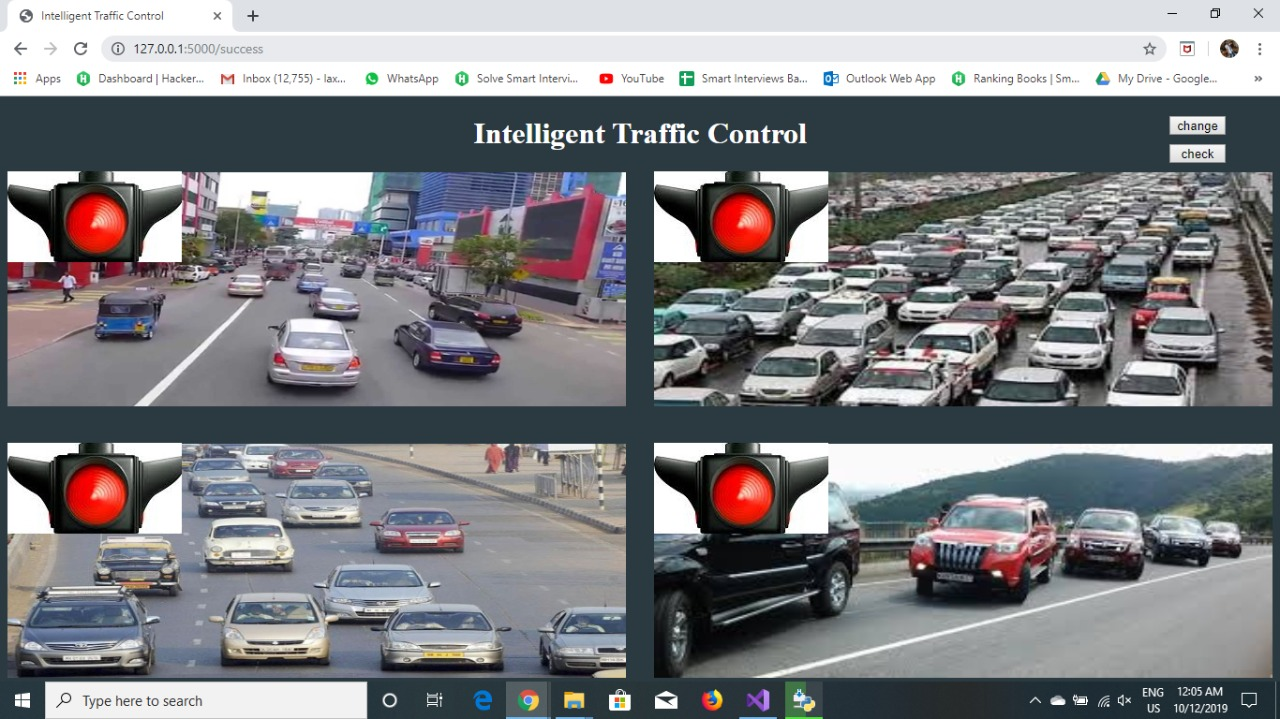 Intelligent Traffic Control
127.0.0.1:5000/success
Apps
Dashboard | Hacker...
Inbox (12,755) - lax...
WhatsApp
Solve Smart Intervi...
YouTube
Smart Interviews Ba...
Outlook Web App
Ranking Books | Sm...
My Drive - Google...
»
Intelligent Traffic Control
change
check
Type here to search
ENG
US
12:05 AM
10/12/2019